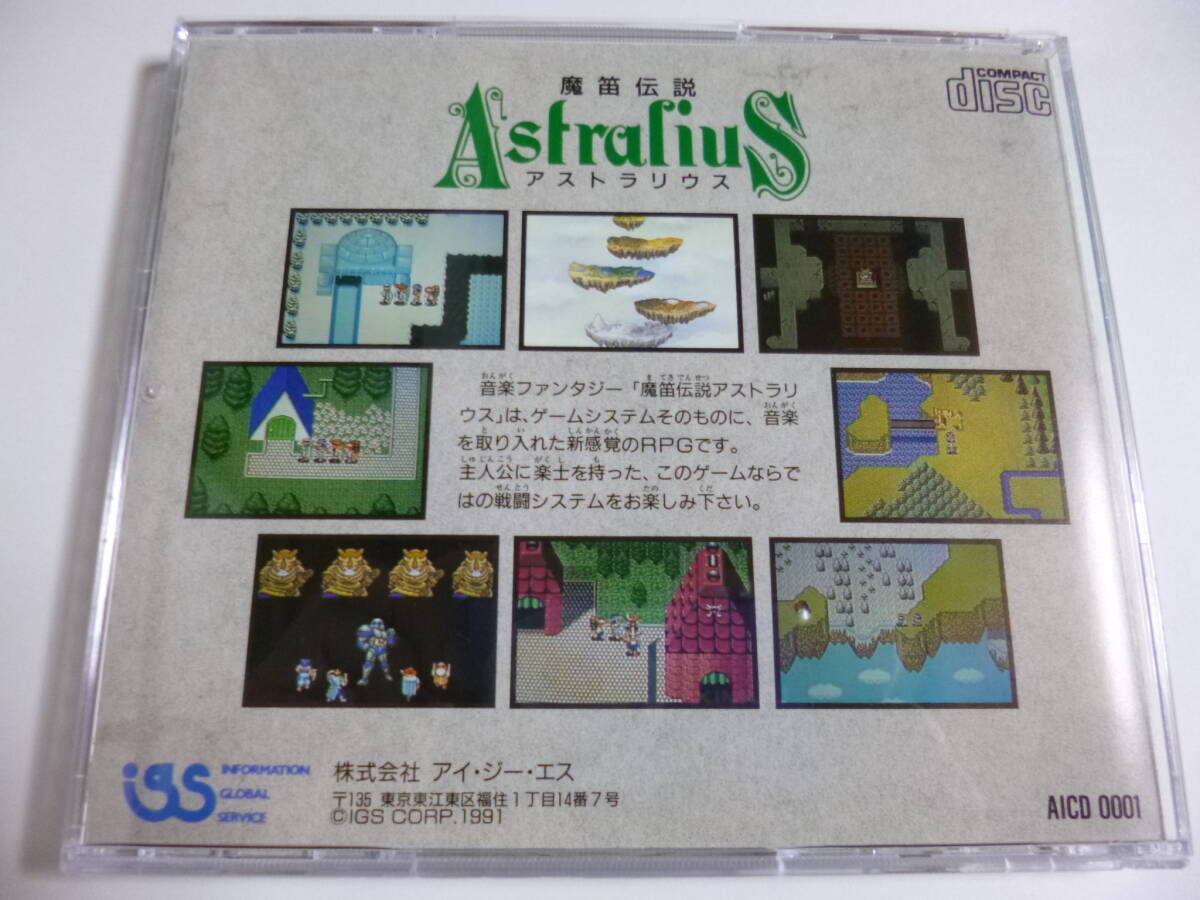 魔笛伝説
AstraliuS
アストラリウス
COMPACT
disc
音楽ファンタジー「魔笛伝説アストラリ
ウス」は、ゲームシステムそのものに、音楽
を取り入れた新感覚のRPGです。
主人公に楽士を持った、このゲームならで
はの戦闘システムをお楽しみ下さい。
igs
INFORMATION
GLOBAL
SERVICE
株式会社 アイ・ジー・エス
〒135 東京東江東区福住1丁目14番7号
©IGS CORP.1991
AICD 0001